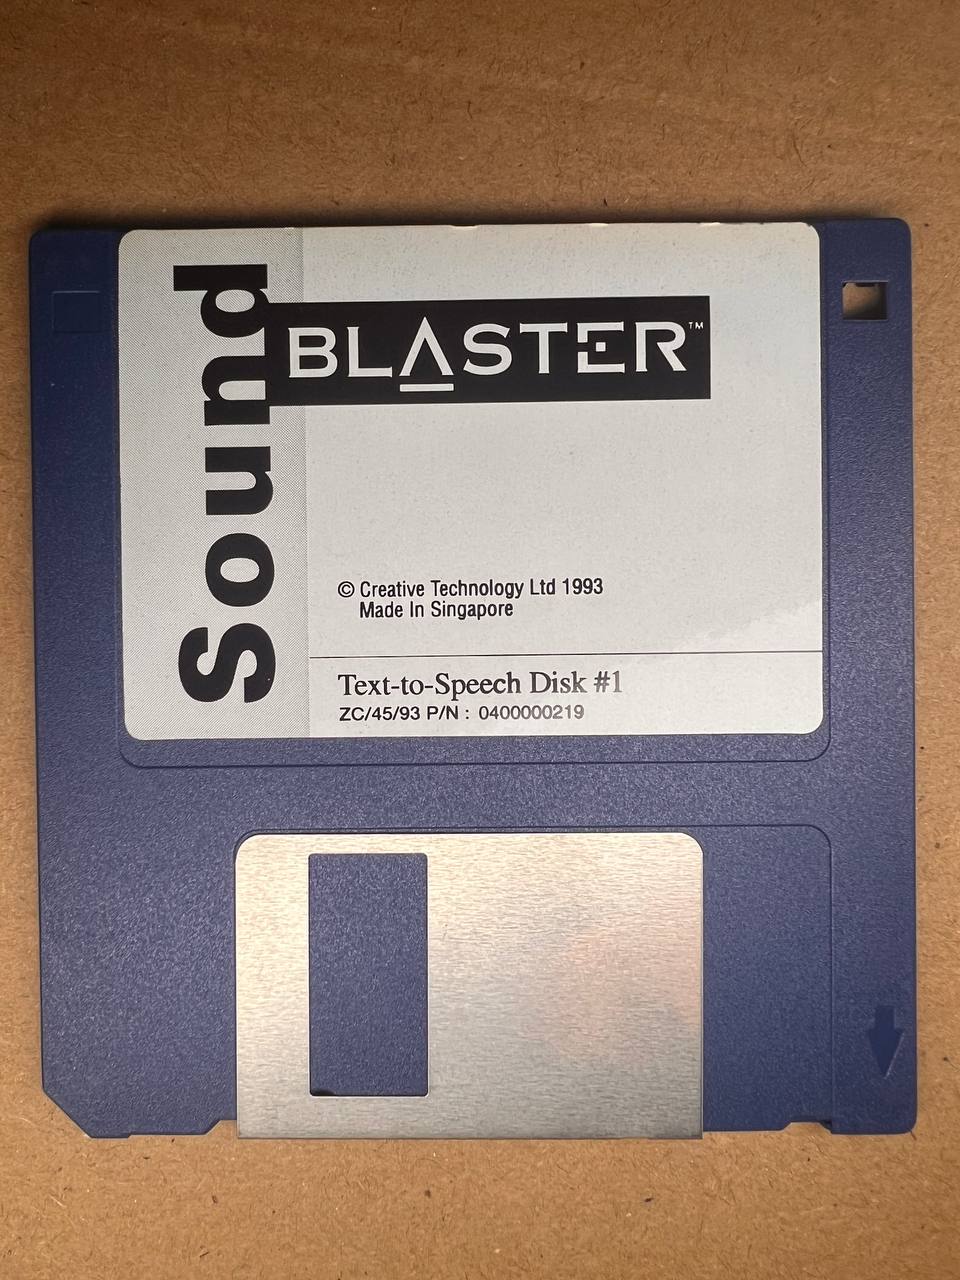 Sound
BLASTER™
© Creative Technology Ltd 1993
Made In Singapore
Text-to-Speech Disk #1
ZC/45/93 P/N : 0400000219